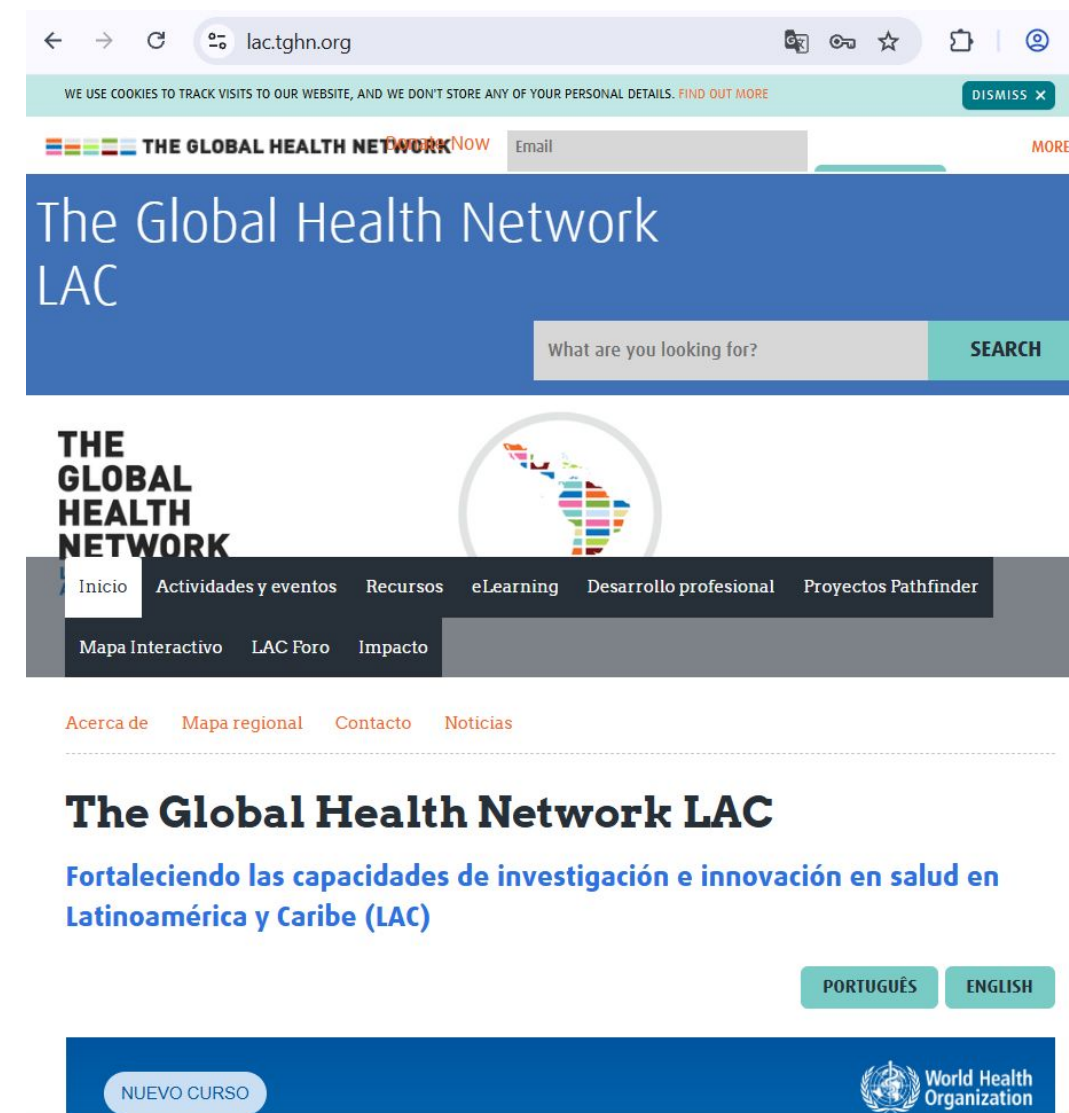 lac.tghn.org
WE USE COOKIES TO TRACK VISITS TO OUR WEBSITE, AND WE DON'T STORE ANY OF YOUR PERSONAL DETAILS. FIND OUT MORE
DISMISS X
THE GLOBAL HEALTH NETWORK
Donate Now
Email
MORE
The Global Health Network
LAC
What are you looking for?
SEARCH
THE
GLOBAL
HEALTH
NETWORK
Inicio Actividades y eventos Recursos eLearning Desarrollo profesional Proyectos Pathfinder
Mapa Interactivo LAC Foro Impacto
Acerca de Mapa regional Contacto Noticias
The Global Health Network LAC
Fortaleciendo las capacidades de investigación e innovación en salud en
Latinoamérica y Caribe (LAC)
PORTUGUÊS ENGLISH
NUEVO CURSO
World Health
Organization